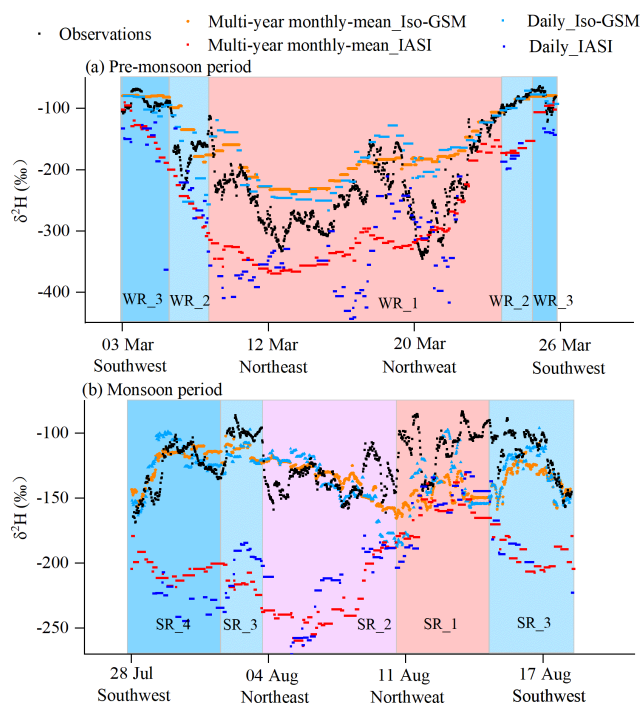 Observations
Multi-year monthly-mean_Iso-GSM
Daily_Iso-GSM
Multi-year monthly-mean_IASI
Daily_IASI
(a) Pre-monsoon period
-100
-200
-300
-400
δ²H (‰)
WR_3
WR_2
WR_1
WR_2
WR_3
03 Mar
12 Mar
20 Mar
26 Mar
Southwest
Northeast
Northwest
Southwest
(b) Monsoon period
-100
-150
-200
-250
δ²H (‰)
SR_4
SR_3
SR_2
SR_1
SR_3
28 Jul
04 Aug
11 Aug
17 Aug
Southwest
Northeast
Northweat
Southwest